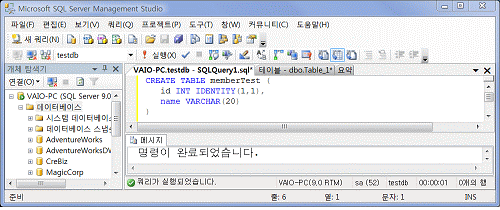 Microsoft SQL Server Management Studio
파일(F) 편집(E) 보기(V) 쿼리(Q) 프로젝트(P) 도구(T) 창(W) 커뮤니티(C) 도움말(H)
새 쿼리(N)
testdb 실행(X)
개체 탐색기
연결(O)
VAIO-PC (SQL Server 9.0
데이터베이스
시스템 데이터베이스
데이터베이스 스냅숏
AdventureWorks
AdventureWorksDW
CreBiz
MagicCorp
VAIO-PC.testdb - SQLQuery1.sql* 테이블 - dbo.Table_1* 요약
CREATE TABLE memberTest (
id INT IDENTITY(1,1),
name VARCHAR(20)
)
메시지
명령이 완료되었습니다.
쿼리가 실행되었습니다. VAIO-PC(9.0 RTM) sa (52) testdb 00:00:01 0개의 행
준비 줄: 6 열: 1 문자: 1 INS